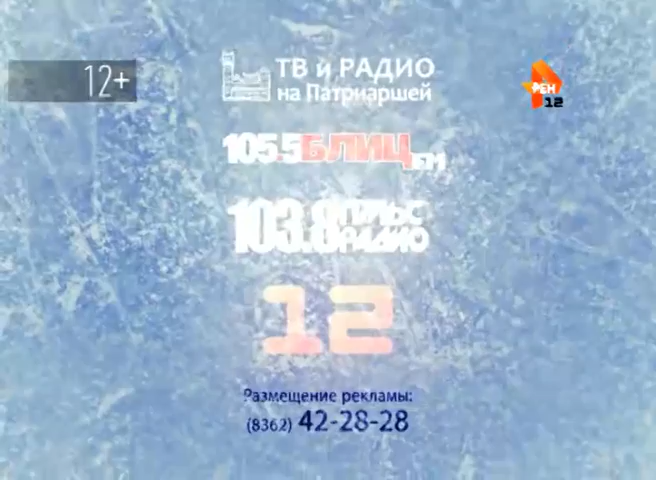 12+
ТВ и РАДИО
на Патриаршей
РЕН
12
105.5 БЛИЦ FM
103.8 ПУЛЬС
РАДИО
12
Размещение рекламы:
(8362) 42-28-28